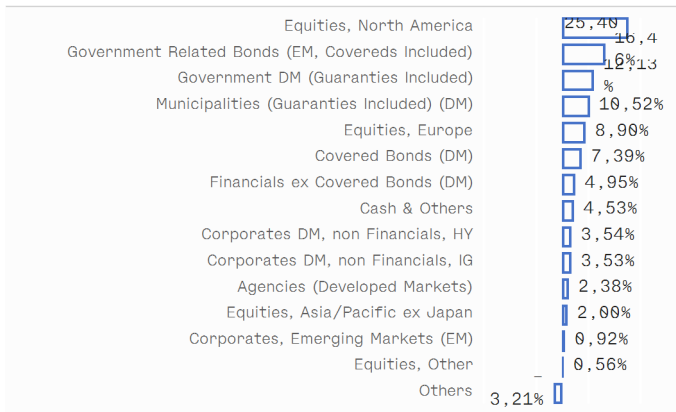 Equities, North America 25,40
Government Related Bonds (EM, Covereds Included) 16,46%
Government DM (Guaranties Included) 12,13%
Municipalities (Guaranties Included) (DM) 10,52%
Equities, Europe 8,90%
Covered Bonds (DM) 7,39%
Financials ex Covered Bonds (DM) 4,95%
Cash & Others 4,53%
Corporates DM, non Financials, HY 3,54%
Corporates DM, non Financials, IG 3,53%
Agencies (Developed Markets) 2,38%
Equities, Asia/Pacific ex Japan 2,00%
Corporates, Emerging Markets (EM) 0,92%
Equities, Other 0,56%
Others -3,21%